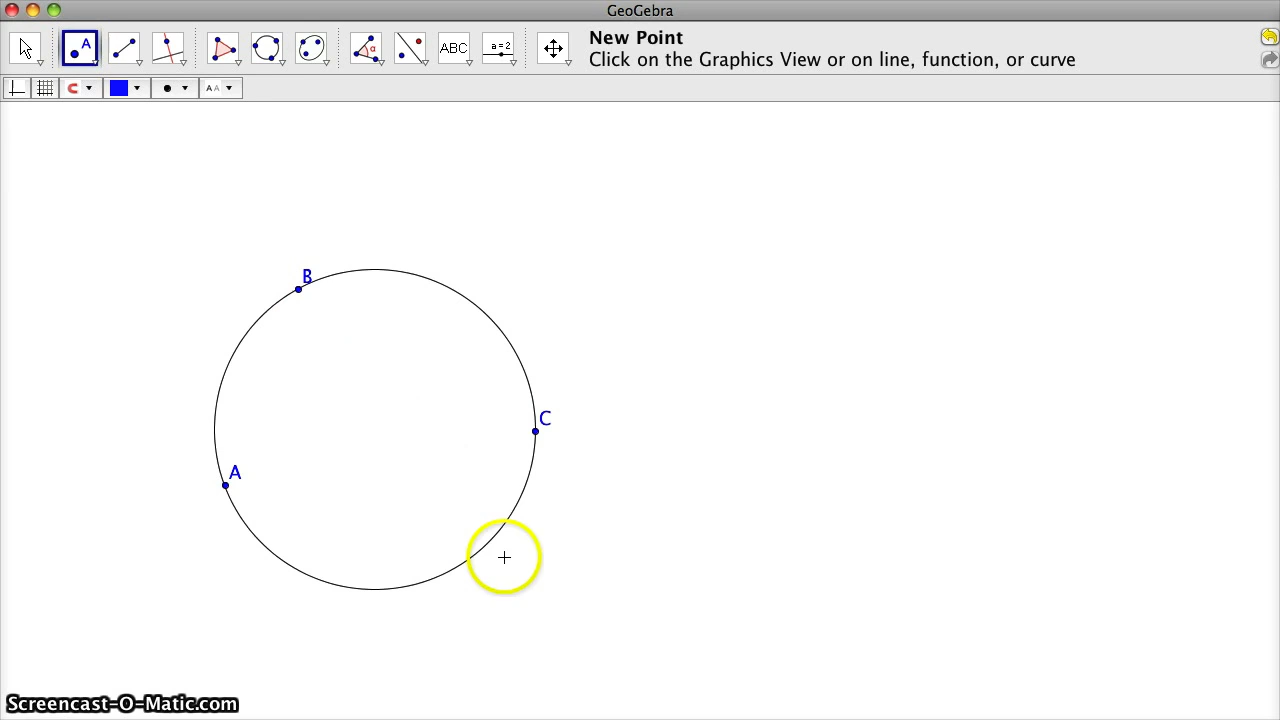 GeoGebra
A
α
ABC
a=2
New Point
Click on the Graphics View or on line, function, or curve
A A
B
C
A
Screencast-O-Matic.com